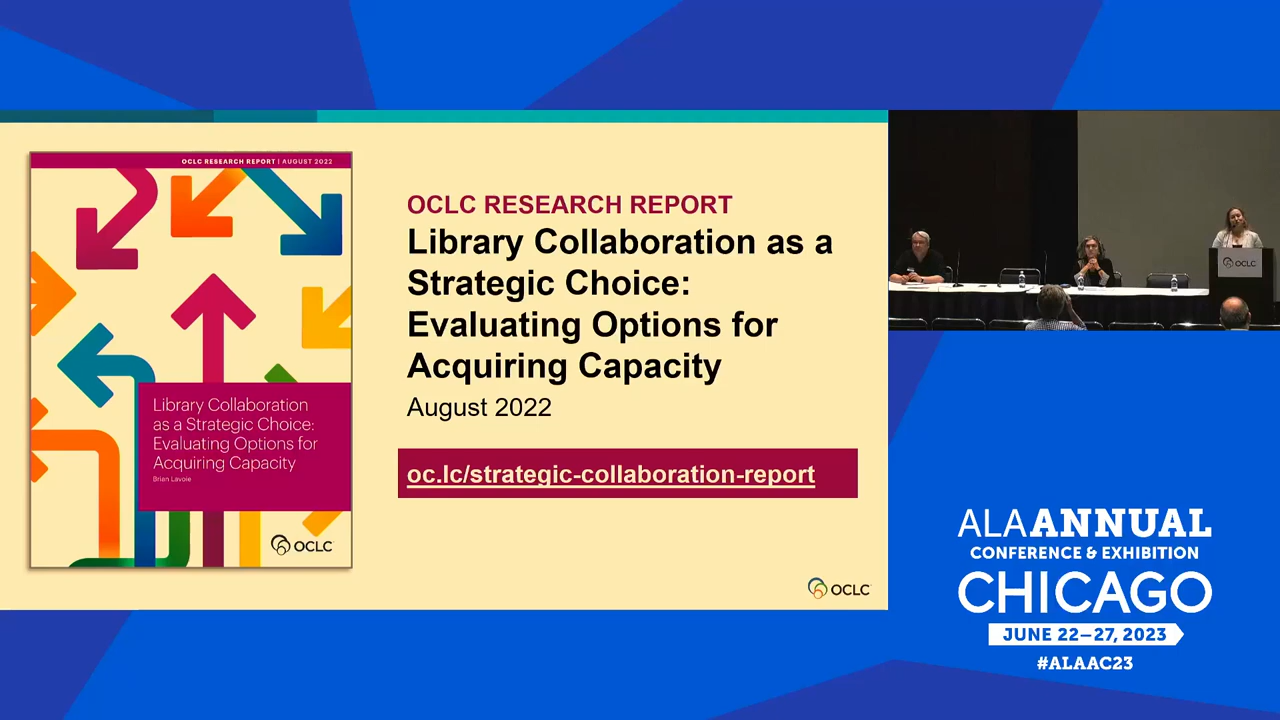 OCLC RESEARCH REPORT | AUGUST 2022
Library Collaboration
as a Strategic Choice:
Evaluating Options for
Acquiring Capacity
Brian Lavoie
OCLC
OCLC RESEARCH REPORT
Library Collaboration as a
Strategic Choice:
Evaluating Options for
Acquiring Capacity
August 2022
oc.lc/strategic-collaboration-report
OCLC
OCLC
ALAANNUAL
CONFERENCE & EXHIBITION
CHICAGO
JUNE 22–27, 2023
#ALAAC23